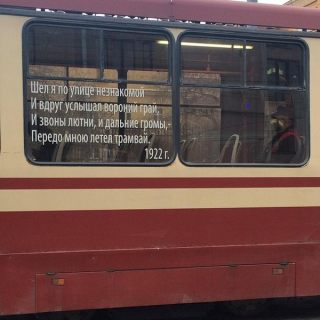 Шел я по улице незнакомой
И вдруг услышал вороний грай,
И звоны лютни, и дальние громы,-
Передо мною летел трамвай.
1922 г.